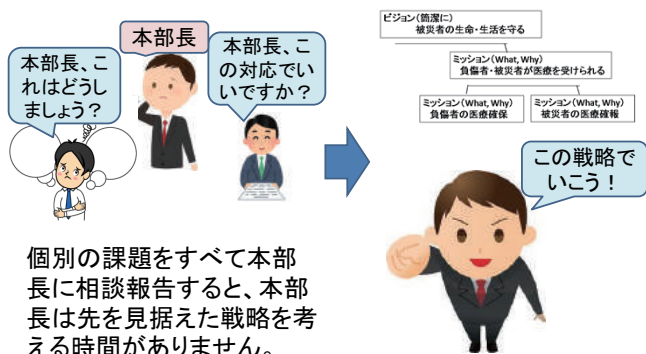 本部長
本部長、こ
れはどうし
ましょう？
本部長、こ
の対応でい
いですか？
個別の課題をすべて本部
長に相談報告すると、本部
長は先を見据えた戦略を考
える時間がありません。
ビジョン（簡潔に）
被災者の生命・生活を守る
ミッション（What, Why）
負傷者・被災者が医療を受けられる
ミッション（What, Why）
負傷者の医療確保
ミッション（What, Why）
被災者の医療確報
この戦略で
いこう！